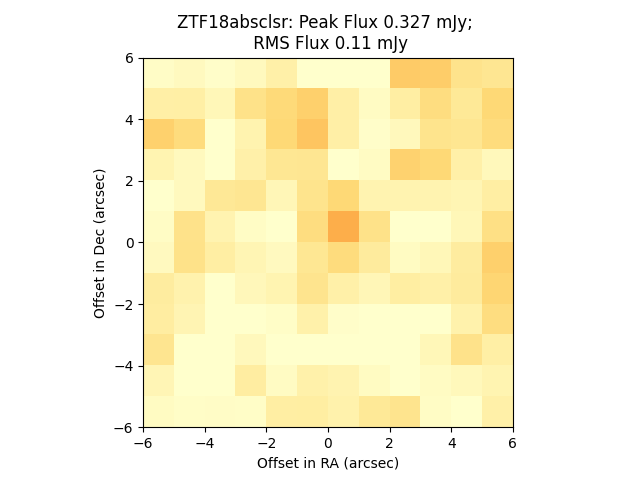 ZTF18absclsr: Peak Flux 0.327 mJy;
RMS Flux 0.11 mJy
6
4
2
0
−2
−4
−6
Offset in Dec (arcsec)
−6 −4 −2 0 2 4 6
Offset in RA (arcsec)